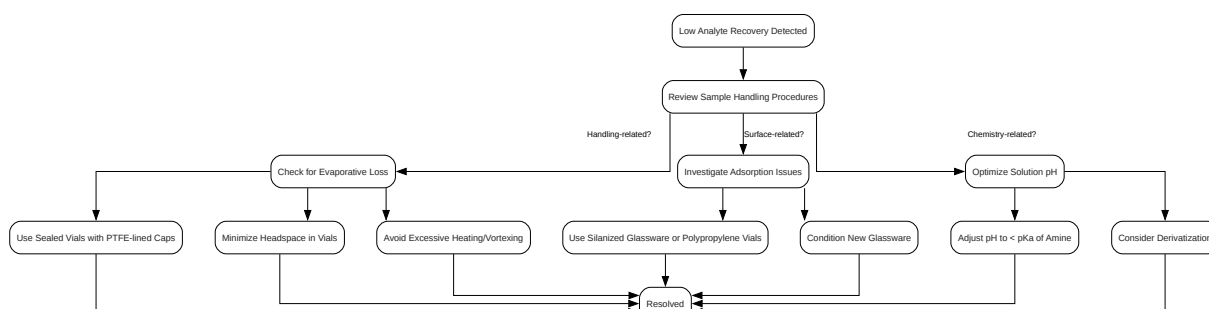 Low Analyte Recovery Detected
Review Sample Handling Procedures
Handling-related?
Surface-related?
Chemistry-related?
Check for Evaporative Loss
Investigate Adsorption Issues
Optimize Solution pH
Use Sealed Vials with PTFE-lined Caps
Minimize Headspace in Vials
Avoid Excessive Heating/Vortexing
Use Silanized Glassware or Polypropylene Vials
Condition New Glassware
Adjust pH to < pKa of Amine
Consider Derivatization
Resolved